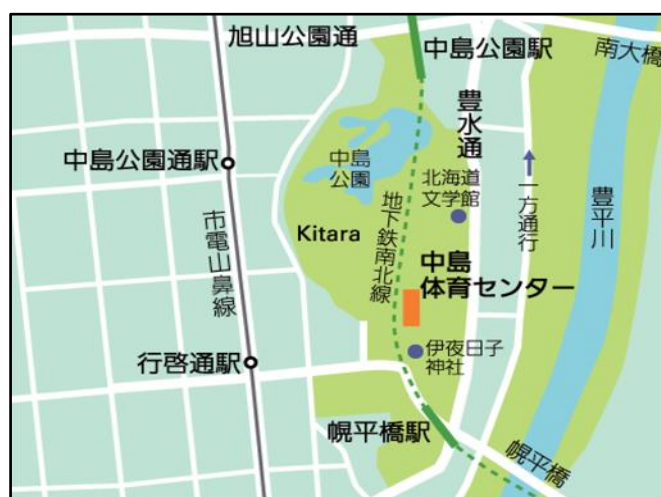 旭山公園通
中島公園駅
南大橋
豊水通
中島公園通駅
中島
公園
北海道
文学館
一方通行
豊平川
市電山鼻線
Kitara
地下鉄南北線
中島
体育センター
伊夜日子
神社
行啓通駅
幌平橋駅
幌平橋